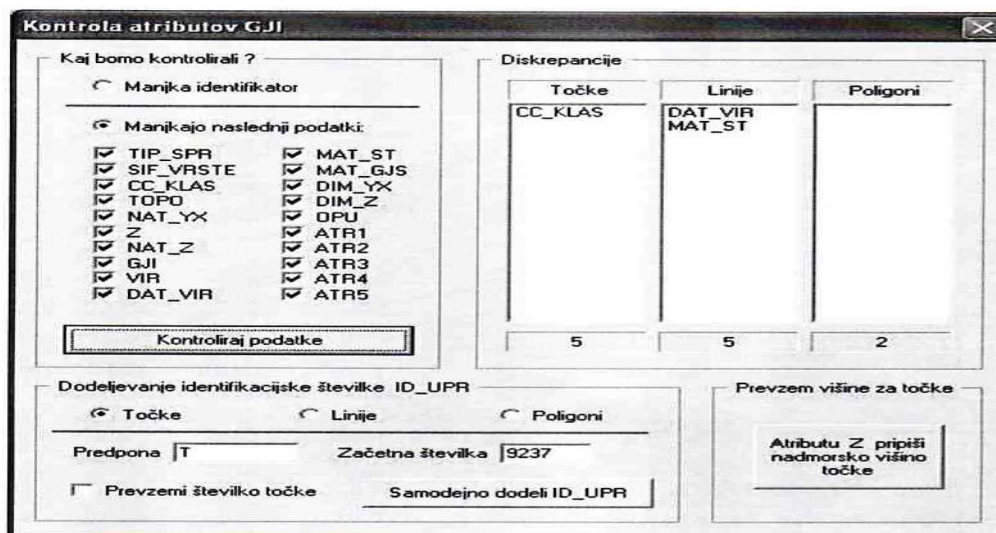 Kontrola atributov GJI
Kaj bomo kontrolirali ?
Manjka identifikator
Manjkajo naslednji podatki:
TIP_SPR
SIF_VRSTE
CC_KLAS
TOPO
NAT_YX
Z
NAT_Z
GJI
VIR
DAT_VIR
MAT_ST
MAT_GJS
DIM_YX
DIM_Z
OPU
ATR1
ATR2
ATR3
ATR4
ATR5
Kontroliraj podatke
Diskrepancije
Točke Linije Poligoni
CC_KLAS
DAT_VIR
MAT_ST
5 5 2
Dodeljevanje identifikacijske številke ID_UPR
Točke Linije Poligoni
Predpona T Začetna številka 9237
Prevzemi številko točke Samodejno dodeli ID_UPR
Prevzem višine za točke
Atributu Z pripiši
nadmorsko višino
točke